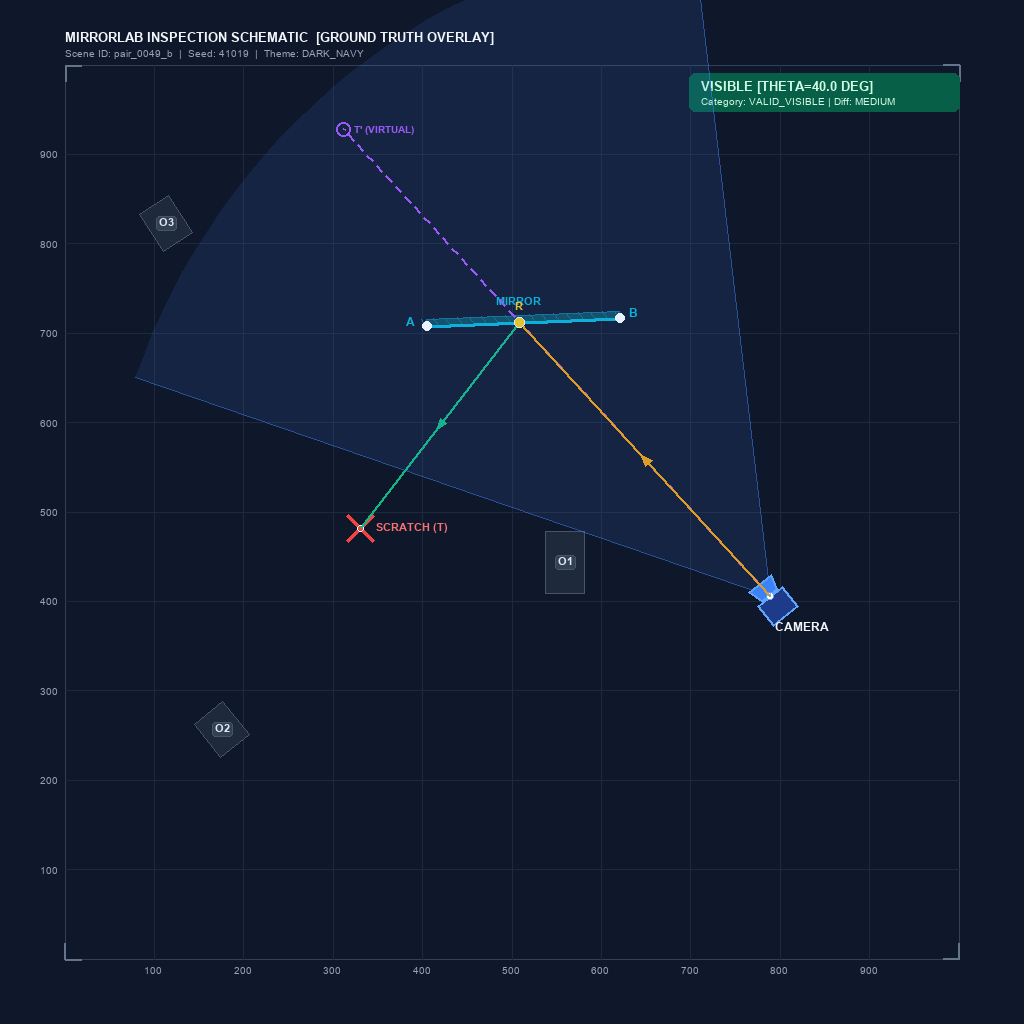 MIRRORLAB INSPECTION SCHEMATIC [GROUND TRUTH OVERLAY]
Scene ID: pair_0049_b | Seed: 41019 | Theme: DARK_NAVY
VISIBLE [THETA=40.0 DEG]
Category: VALID_VISIBLE | Diff: MEDIUM
T' (VIRTUAL)
900
O3
800
MIRROR
R
A
B
700
600
SCRATCH (T)
500
O1
400
CAMERA
300
O2
200
100
100 200 300 400 500 600 700 800 900